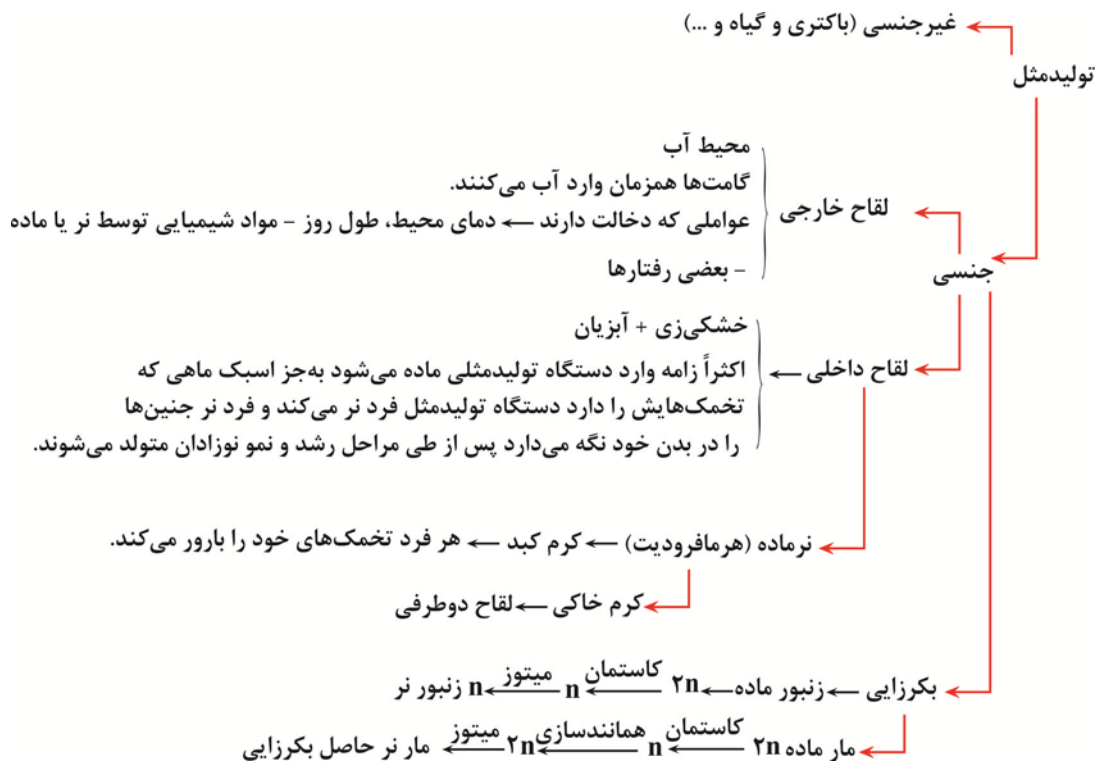 غیرجنسی (باکتری و گیاه و ...)
تولیدمثل
محیط آب
گامت‌ها همزمان وارد آب می‌کنند.
لقاح خارجی
عواملی که دخالت دارند ← دمای محیط، طول روز – مواد شیمیایی توسط نر یا ماده
– بعضی رفتارها
جنسی
خشکی‌زی + آبزیان
لقاح داخلی ← اکثراً زامه وارد دستگاه تولیدمثلی ماده می‌شود به‌جز اسبک ماهی که
تخمک‌هایش را دارد دستگاه تولیدمثل فرد نر می‌کند و فرد نر جنین‌ها
را در بدن خود نگه می‌دارد پس از طی مراحل رشد و نمو نوزادان متولد می‌شوند.
نرماده (هرمافرودیت) ← کرم کبد ← هر فرد تخمک‌های خود را بارور می‌کند.
کرم خاکی ← لقاح دوطرفی
بکرزایی ← زنبور ماده ← ۲n کاستمان ← n میتوز ← n زنبور نر
مار ماده ۲n کاستمان ← n همانندسازی ← ۲n میتوز ← مار نر حاصل بکرزایی